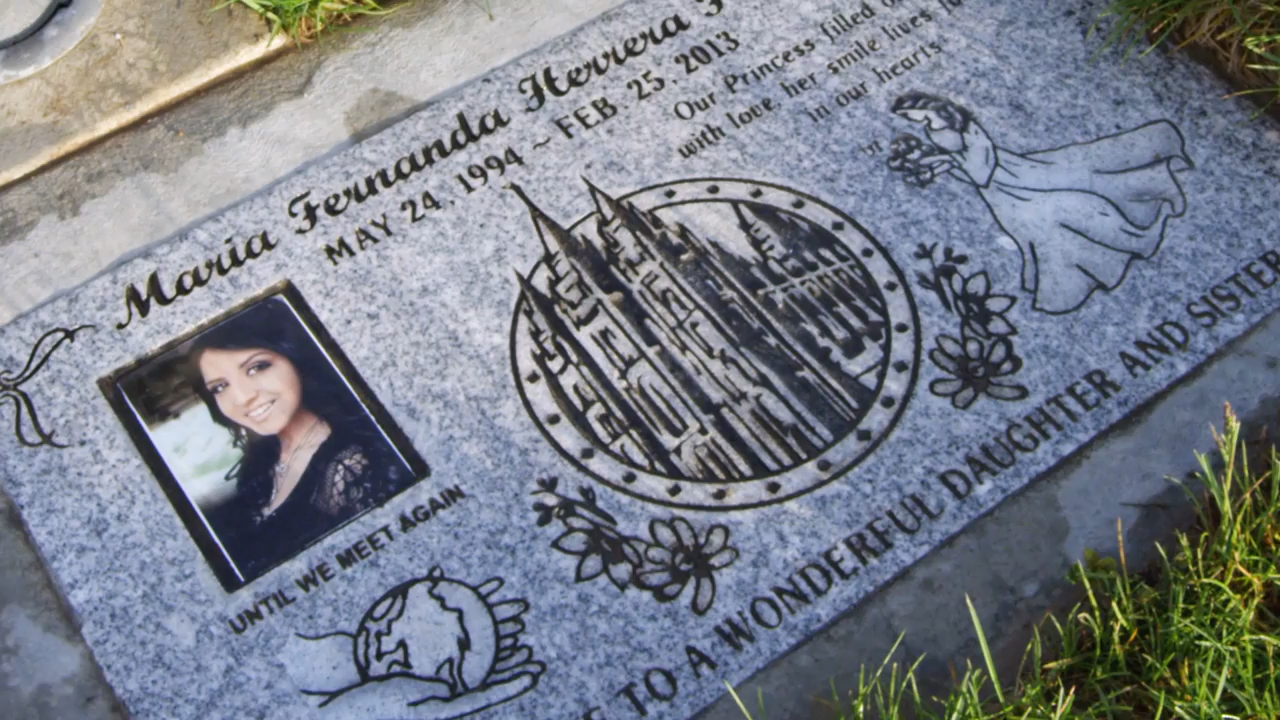 Maria Fernanda Herrera
MAY 24, 1994 ~ FEB. 25, 2013
Our Princess filled
with love, her smile lives
in our hearts
UNTIL WE MEET AGAIN
TO A WONDERFUL DAUGHTER AND SISTER